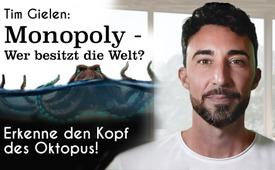 Tim Gielen:
Monopoly -
Wer besitzt die Welt?
Erkenne den Kopf
des Oktopus!